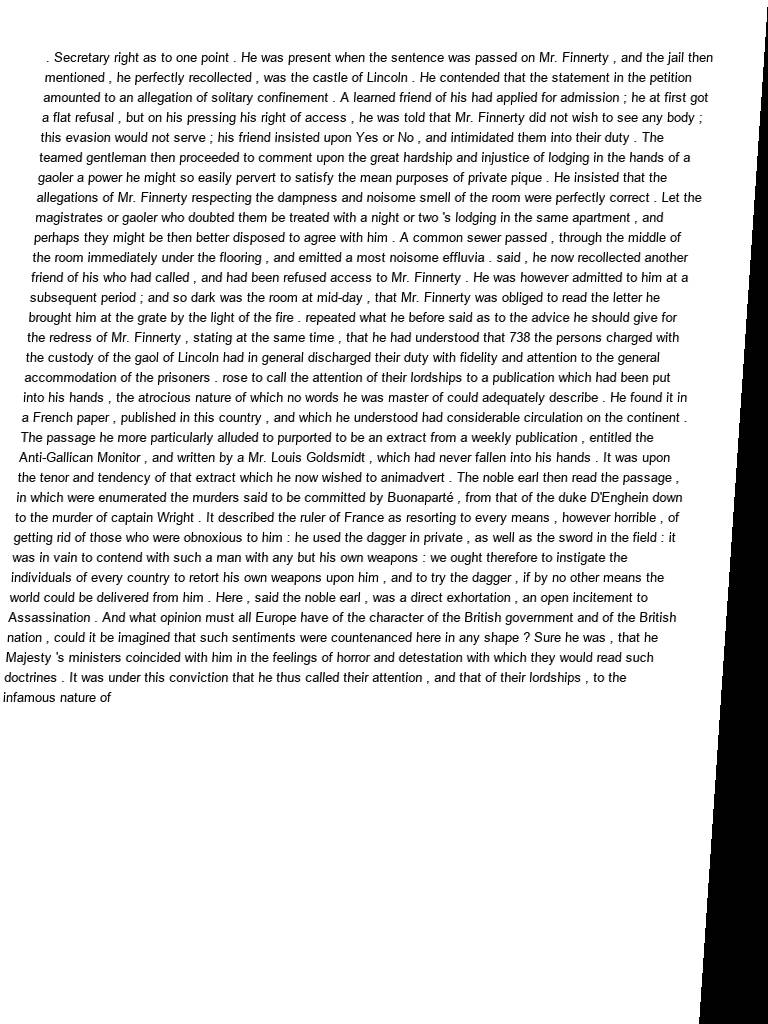 . Secretary right as to one point . He was present when the sentence was passed on Mr. Finnerty , and the jail then
mentioned , he perfectly recollected , was the castle of Lincoln . He contended that the statement in the petition
amounted to an allegation of solitary confinement . A learned friend of his had applied for admission ; he at first got
a flat refusal , but on his pressing his right of access , he was told that Mr. Finnerty did not wish to see any body ;
this evasion would not serve ; his friend insisted upon Yes or No , and intimidated them into their duty . The
teamed gentleman then proceeded to comment upon the great hardship and injustice of lodging in the hands of a
gaoler a power he might so easily pervert to satisfy the mean purposes of private pique . He insisted that the
allegations of Mr. Finnerty respecting the dampness and noisome smell of the room were perfectly correct . Let the
magistrates or gaoler who doubted them be treated with a night or two 's lodging in the same apartment , and
perhaps they might be then better disposed to agree with him . A common sewer passed , through the middle of
the room immediately under the flooring , and emitted a most noisome effluvia . said , he now recollected another
friend of his who had called , and had been refused access to Mr. Finnerty . He was however admitted to him at a
subsequent period ; and so dark was the room at mid-day , that Mr. Finnerty was obliged to read the letter he
brought him at the grate by the light of the fire . repeated what he before said as to the advice he should give for
the redress of Mr. Finnerty , stating at the same time , that he had understood that 738 the persons charged with
the custody of the gaol of Lincoln had in general discharged their duty with fidelity and attention to the general
accommodation of the prisoners . rose to call the attention of their lordships to a publication which had been put
into his hands , the atrocious nature of which no words he was master of could adequately describe . He found it in
a French paper , published in this country , and which he understood had considerable circulation on the continent .
The passage he more particularly alluded to purported to be an extract from a weekly publication , entitled the
Anti-Gallican Monitor , and written by a Mr. Louis Goldsmidt , which had never fallen into his hands . It was upon
the tenor and tendency of that extract which he now wished to animadvert . The noble earl then read the passage ,
in which were enumerated the murders said to be committed by Buonaparté , from that of the duke D'Enghein down
to the murder of captain Wright . It described the ruler of France as resorting to every means , however horrible , of
getting rid of those who were obnoxious to him : he used the dagger in private , as well as the sword in the field : it
was in vain to contend with such a man with any but his own weapons : we ought therefore to instigate the
individuals of every country to retort his own weapons upon him , and to try the dagger , if by no other means the
world could be delivered from him . Here , said the noble earl , was a direct exhortation , an open incitement to
Assassination . And what opinion must all Europe have of the character of the British government and of the British
nation , could it be imagined that such sentiments were countenanced here in any shape ? Sure he was , that he
Majesty 's ministers coincided with him in the feelings of horror and detestation with which they would read such
doctrines . It was under this conviction that he thus called their attention , and that of their lordships , to the
infamous nature of